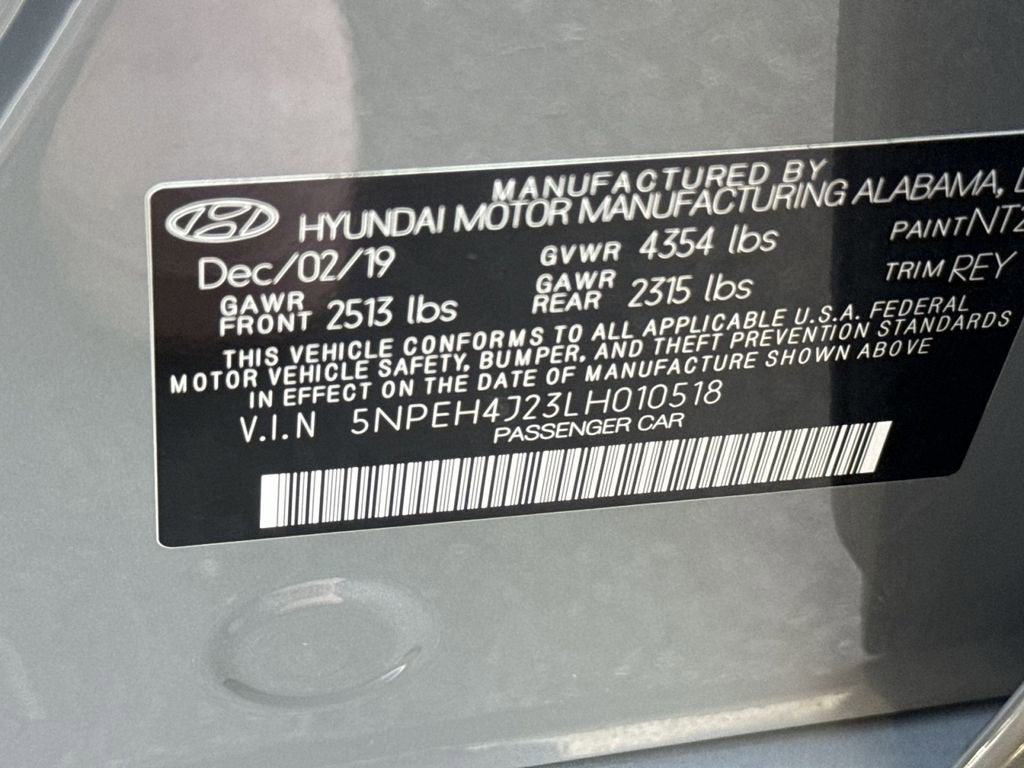 MANUFACTURED BY
HYUNDAI MOTOR MANUFACTURING ALABAMA,
Dec/02/19 GVWR 4354 lbs PAINT
GAWR FRONT 2513 lbs GAWR REAR 2315 lbs TRIM REY
THIS VEHICLE CONFORMS TO ALL APPLICABLE U.S.A. FEDERAL
MOTOR VEHICLE SAFETY, BUMPER, AND THEFT PREVENTION STANDARDS
IN EFFECT ON THE DATE OF MANUFACTURE SHOWN ABOVE
V.I.N 5NPEH4J23LH010518
PASSENGER CAR